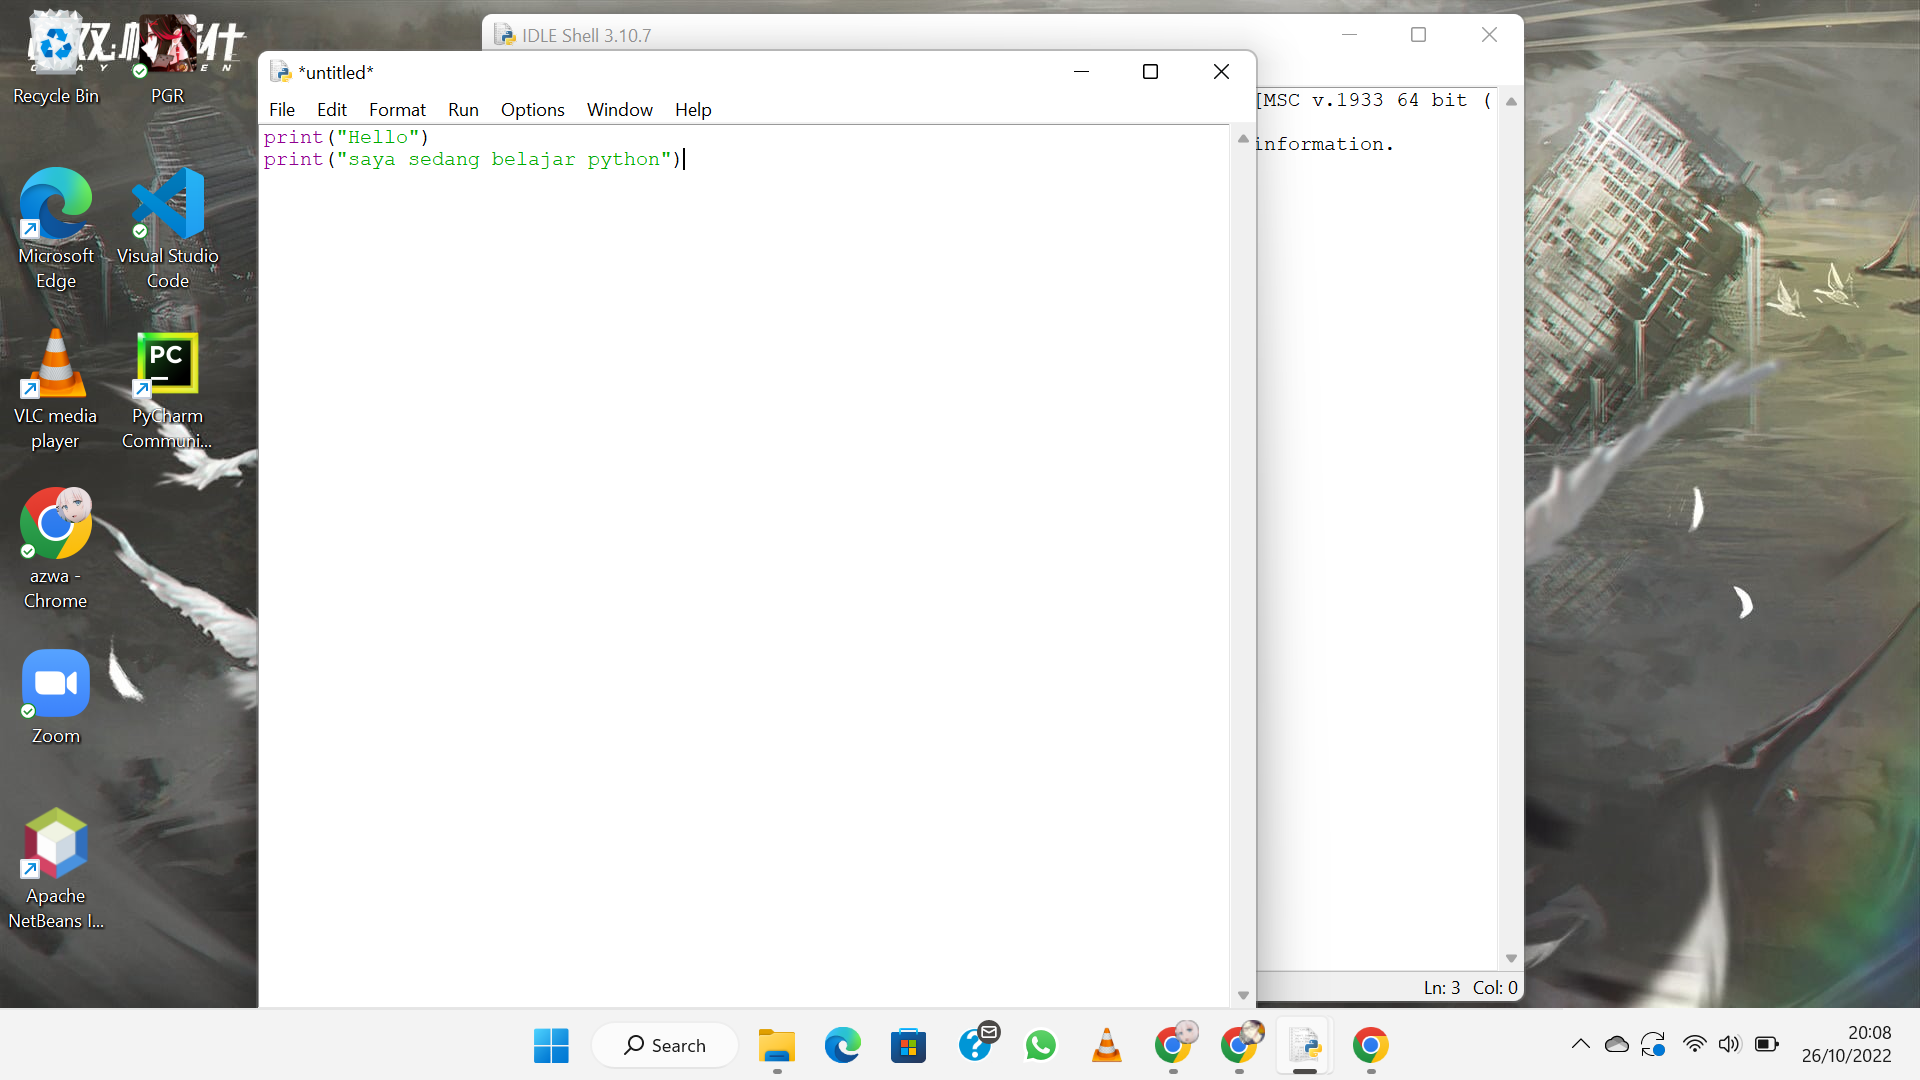 IDLE Shell 3.10.7
[MSC v.1933 64 bit (
information.
Ln: 3 Col: 0
*untitled*
File Edit Format Run Options Window Help
print("Hello")
print("saya sedang belajar python")
Recycle Bin
PGR
Microsoft
Edge
Visual Studio
Code
VLC media
player
PC
PyCharm
Communi...
azwa -
Chrome
Zoom
Apache
NetBeans I...
Search
20:08
26/10/2022